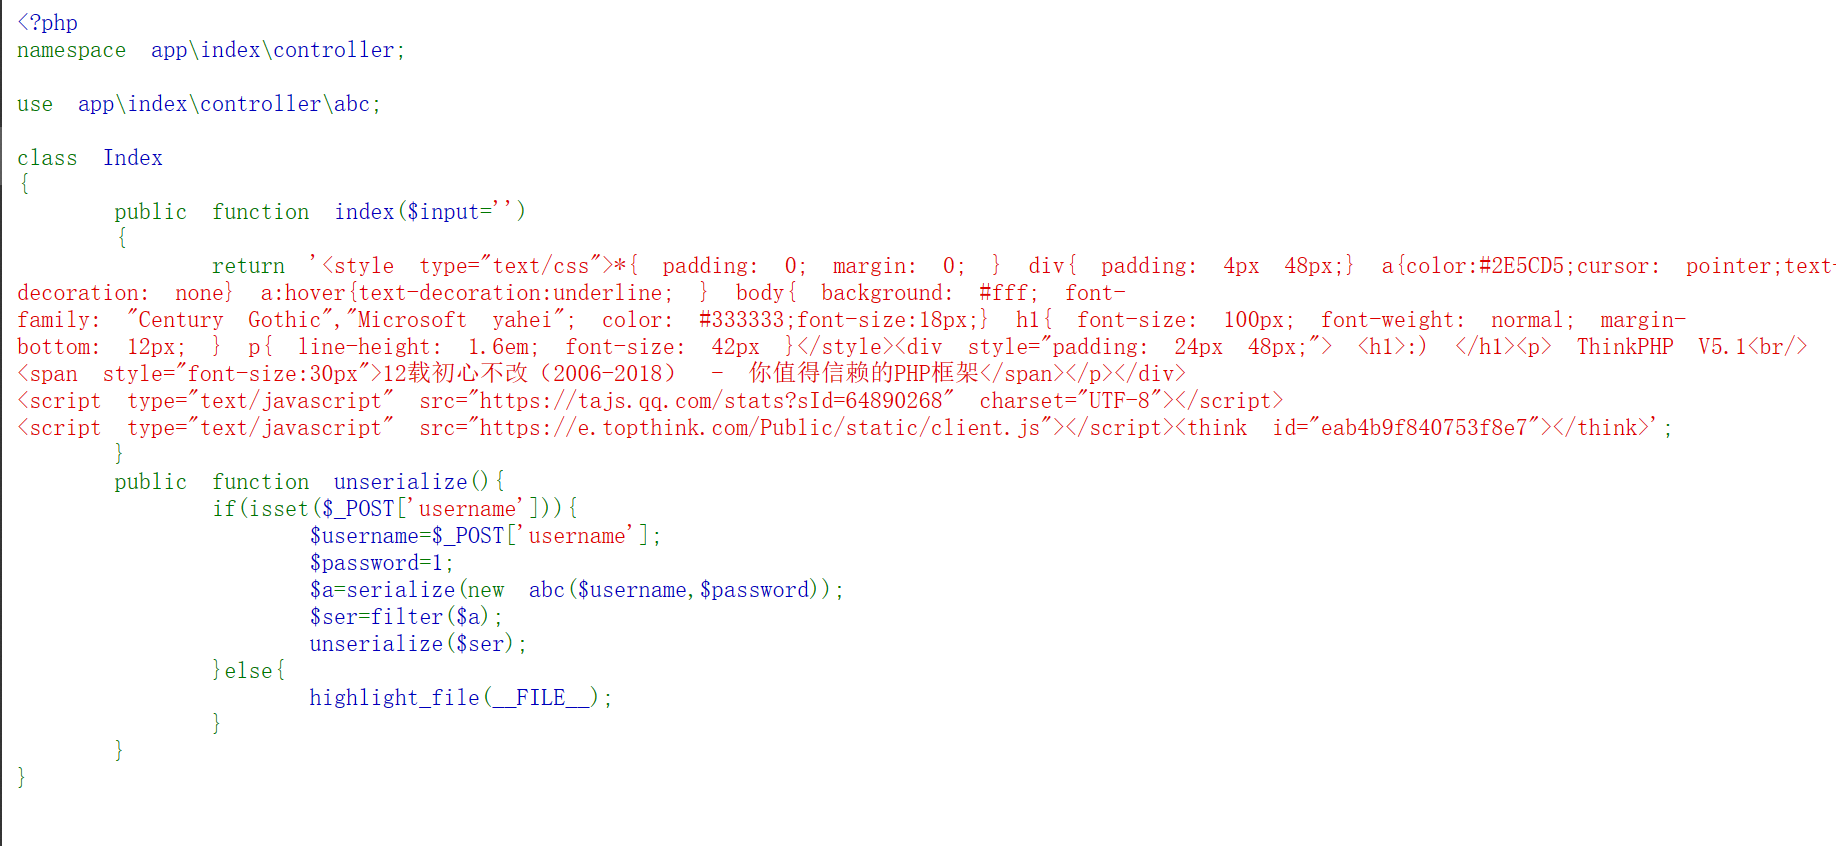 <?php
namespace app\index\controller;
use app\index\controller\abc;
class Index
{
public function index($input='')
{
return '<style type="text/css">*{ padding: 0; margin: 0; } div{ padding: 4px 48px;} a{color:#2E5CD5;cursor: pointer;text-
decoration: none} a:hover{text-decoration:underline; } body{ background: #fff; font-
family: "Century Gothic","Microsoft yahei"; color: #333333;font-size:18px;} h1{ font-size: 100px; font-weight: normal; margin-
bottom: 12px; } p{ line-height: 1.6em; font-size: 42px }</style><div style="padding: 24px 48px;"> <h1>:) </h1><p> ThinkPHP V5.1<br/>
<span style="font-size:30px">12载初心不改（2006-2018） - 你值得信赖的PHP框架</span></p></div>
<script type="text/javascript" src="https://tajs.qq.com/stats?sId=64890268" charset="UTF-8"></script>
<script type="text/javascript" src="https://e.topthink.com/Public/static/client.js"></script><think id="eab4b9f840753f8e7"></think>';
}
public function unserialize(){
if(isset($_POST['username'])){
$username=$_POST['username'];
$password=1;
$a=serialize(new abc($username,$password));
$ser=filter($a);
unserialize($ser);
}else{
highlight_file(__FILE__);
}
}
}